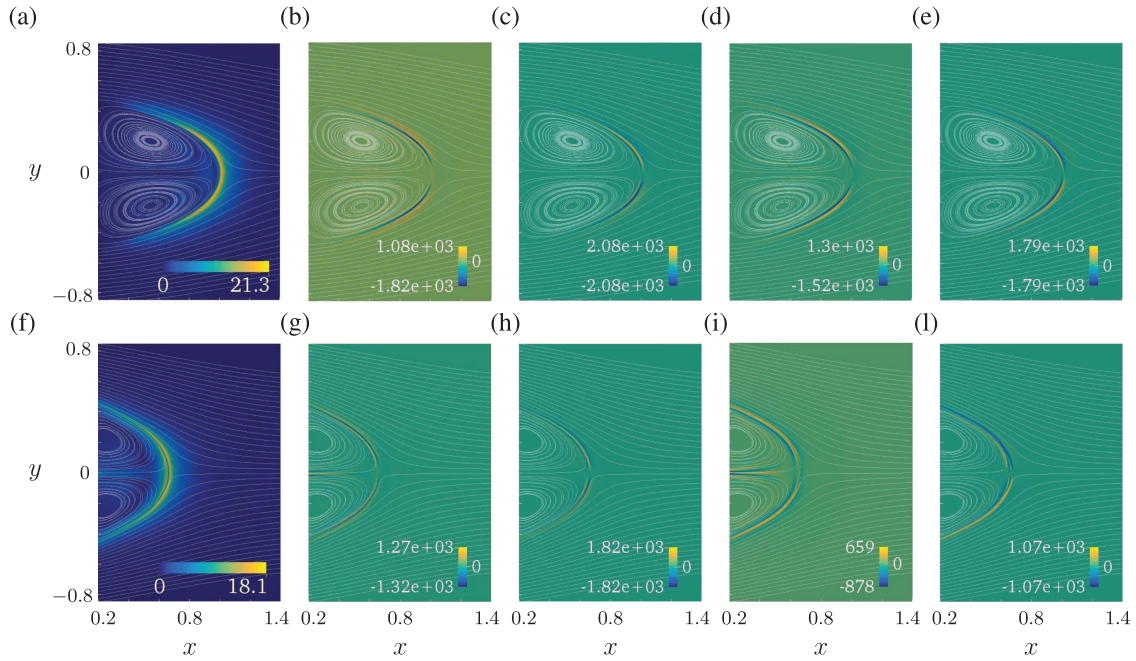 (a) (b) (c) (d) (e)
0.8
y 0
−0.8
0 21.3
1.08e+03 0 -1.82e+03
2.08e+03 0 -2.08e+03
1.3e+03 0 -1.52e+03
1.79e+03 0 -1.79e+03
(f) (g) (h) (i) (l)
0.8
y 0
−0.8
0 18.1
1.27e+03 0 -1.32e+03
1.82e+03 0 -1.82e+03
659 0 -878
1.07e+03 0 -1.07e+03
0.2 0.8 1.4 0.2 0.8 1.4 0.2 0.8 1.4 0.2 0.8 1.4 0.2 0.8 1.4
x x x x x